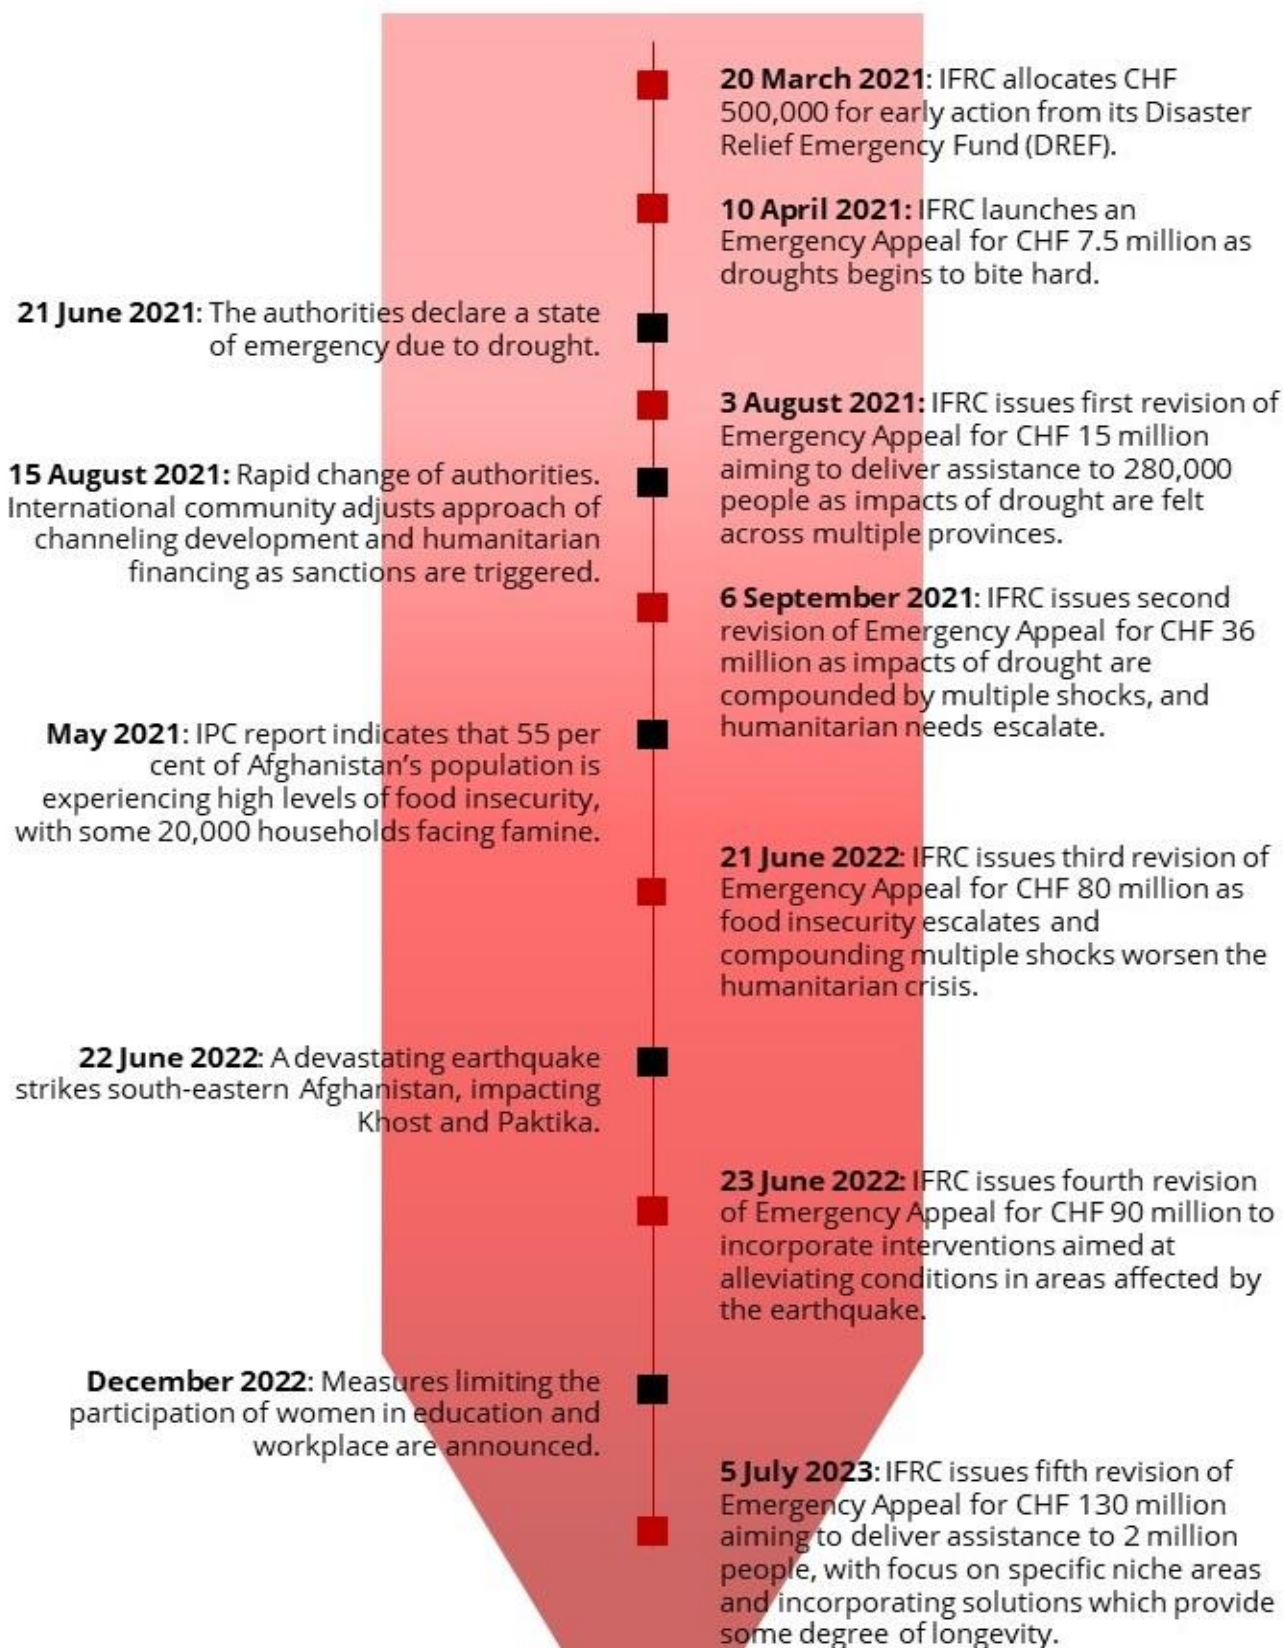 20 March 2021: IFRC allocates CHF
500,000 for early action from its Disaster
Relief Emergency Fund (DREF).
10 April 2021: IFRC launches an
Emergency Appeal for CHF 7.5 million as
droughts begins to bite hard.
21 June 2021: The authorities declare a state
of emergency due to drought.
3 August 2021: IFRC issues first revision of
Emergency Appeal for CHF 15 million
aiming to deliver assistance to 280,000
people as impacts of drought are felt
across multiple provinces.
15 August 2021: Rapid change of authorities.
International community adjusts approach of
channeling development and humanitarian
financing as sanctions are triggered.
6 September 2021: IFRC issues second
revision of Emergency Appeal for CHF 36
million as impacts of drought are
compounded by multiple shocks, and
humanitarian needs escalate.
May 2021: IPC report indicates that 55 per
cent of Afghanistan's population is
experiencing high levels of food insecurity,
with some 20,000 households facing famine.
21 June 2022: IFRC issues third revision of
Emergency Appeal for CHF 80 million as
food insecurity escalates and
compounding multiple shocks worsen the
humanitarian crisis.
22 June 2022: A devastating earthquake
strikes south-eastern Afghanistan, impacting
Khost and Paktika.
23 June 2022: IFRC issues fourth revision
of Emergency Appeal for CHF 90 million to
incorporate interventions aimed at
alleviating conditions in areas affected by
the earthquake.
December 2022: Measures limiting the
participation of women in education and
workplace are announced.
5 July 2023: IFRC issues fifth revision of
Emergency Appeal for CHF 130 million
aiming to deliver assistance to 2 million
people, with focus on specific niche areas
and incorporating solutions which provide
some degree of longevity.